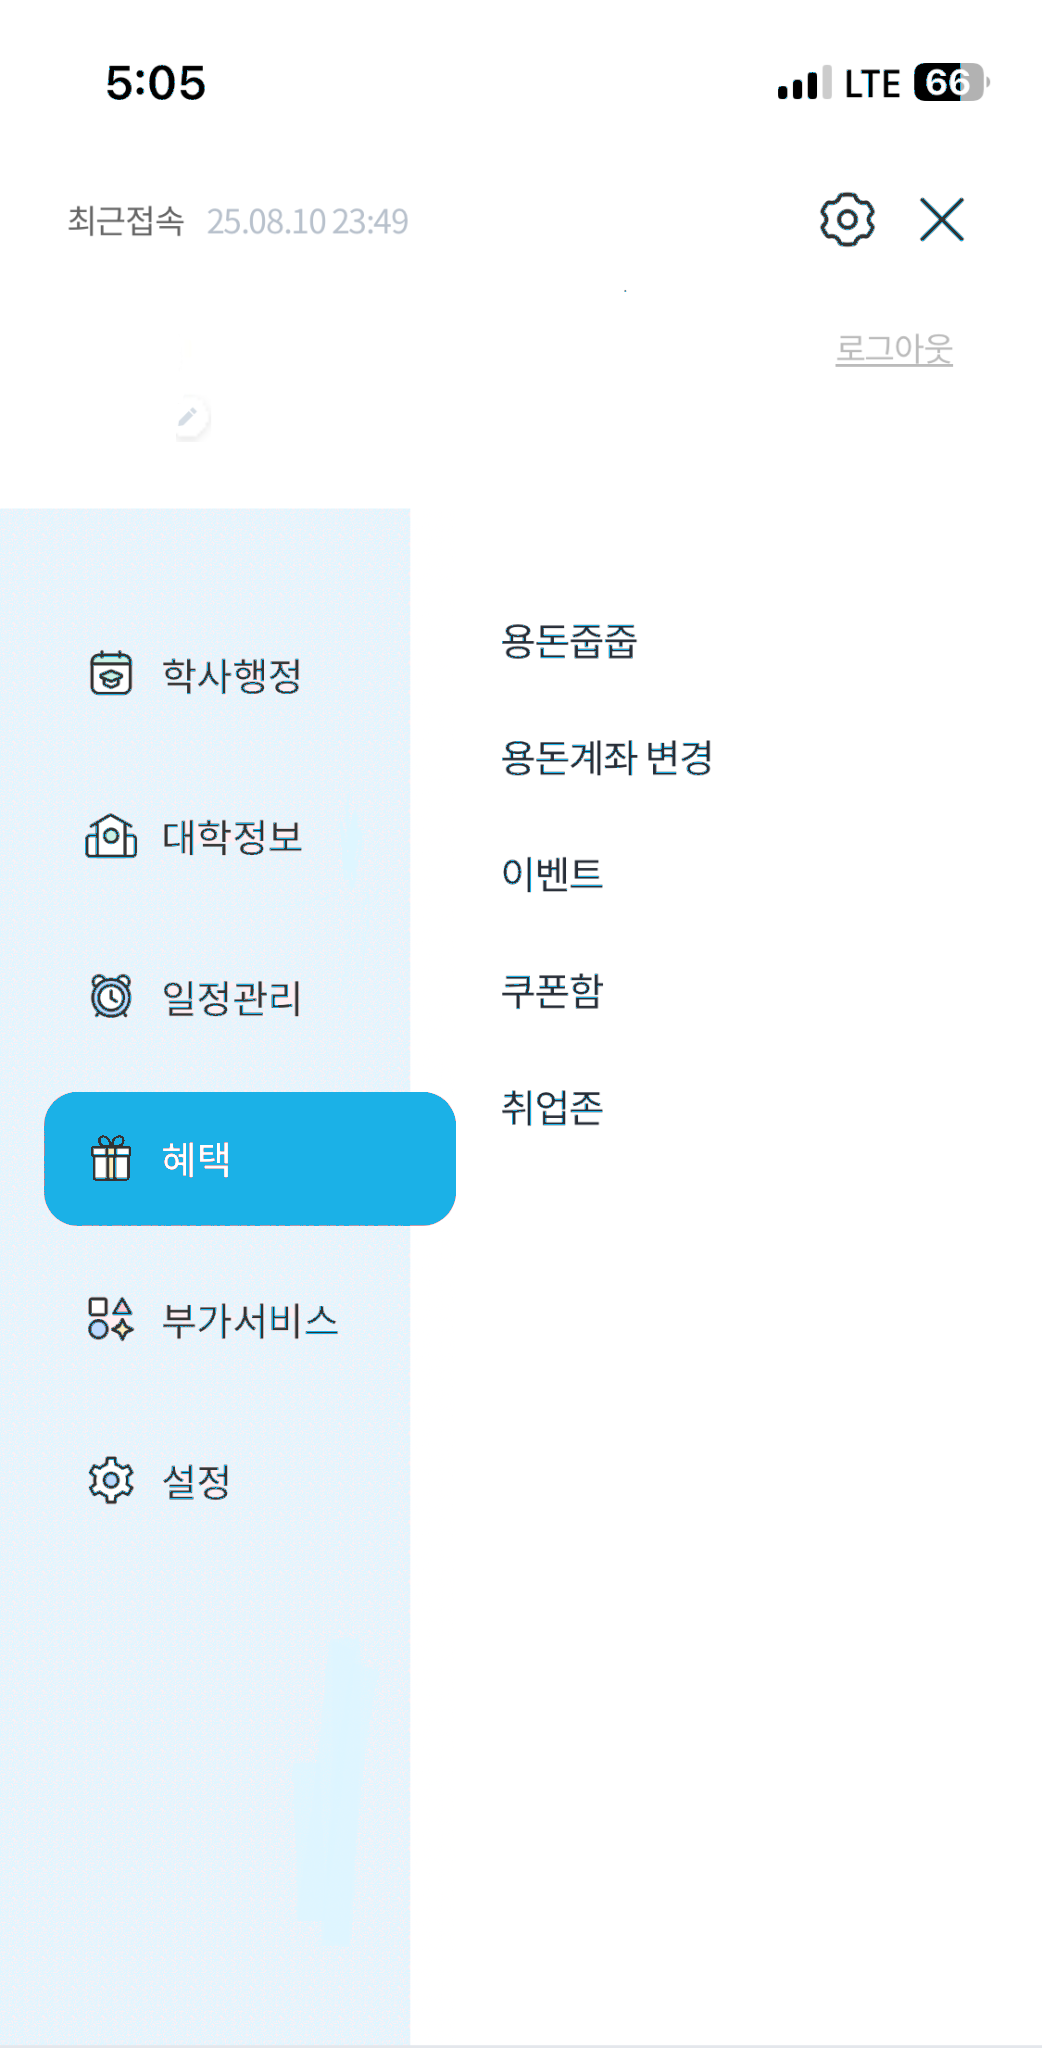 5:05 LTE 66
최근접속 25.08.10 23:49
로그아웃
학사행정
대학정보
일정관리
혜택
부가서비스
설정
용돈줍줍
용돈계좌 변경
이벤트
쿠폰함
취업존